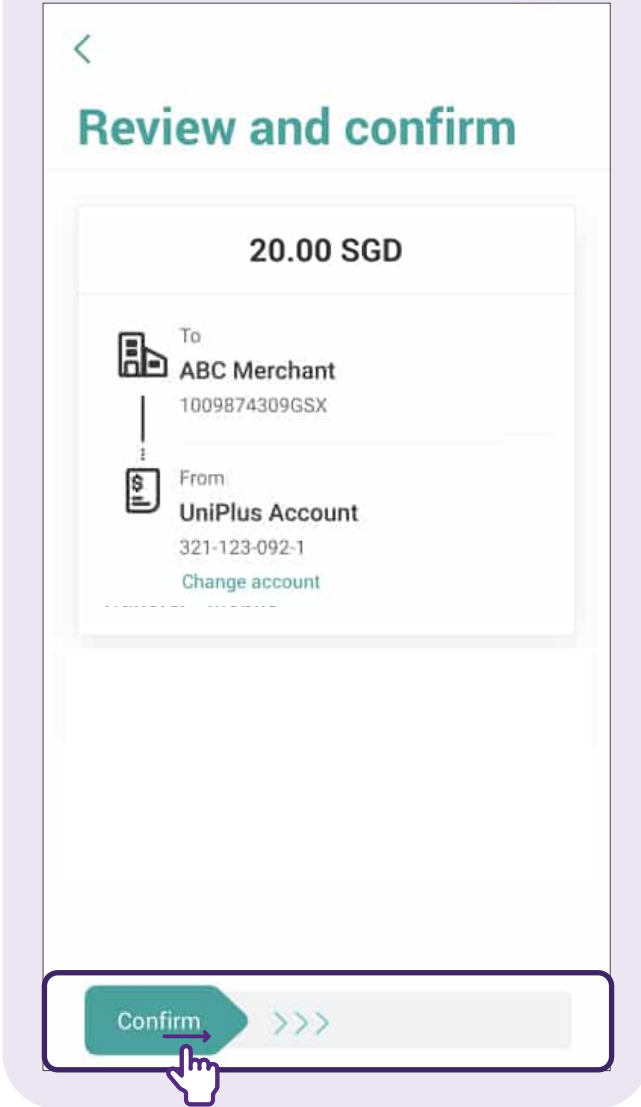 Review and confirm
20.00 SGD
To
ABC Merchant
1009874309GSX
From
UniPlus Account
321-123-092-1
Change account
Confirm